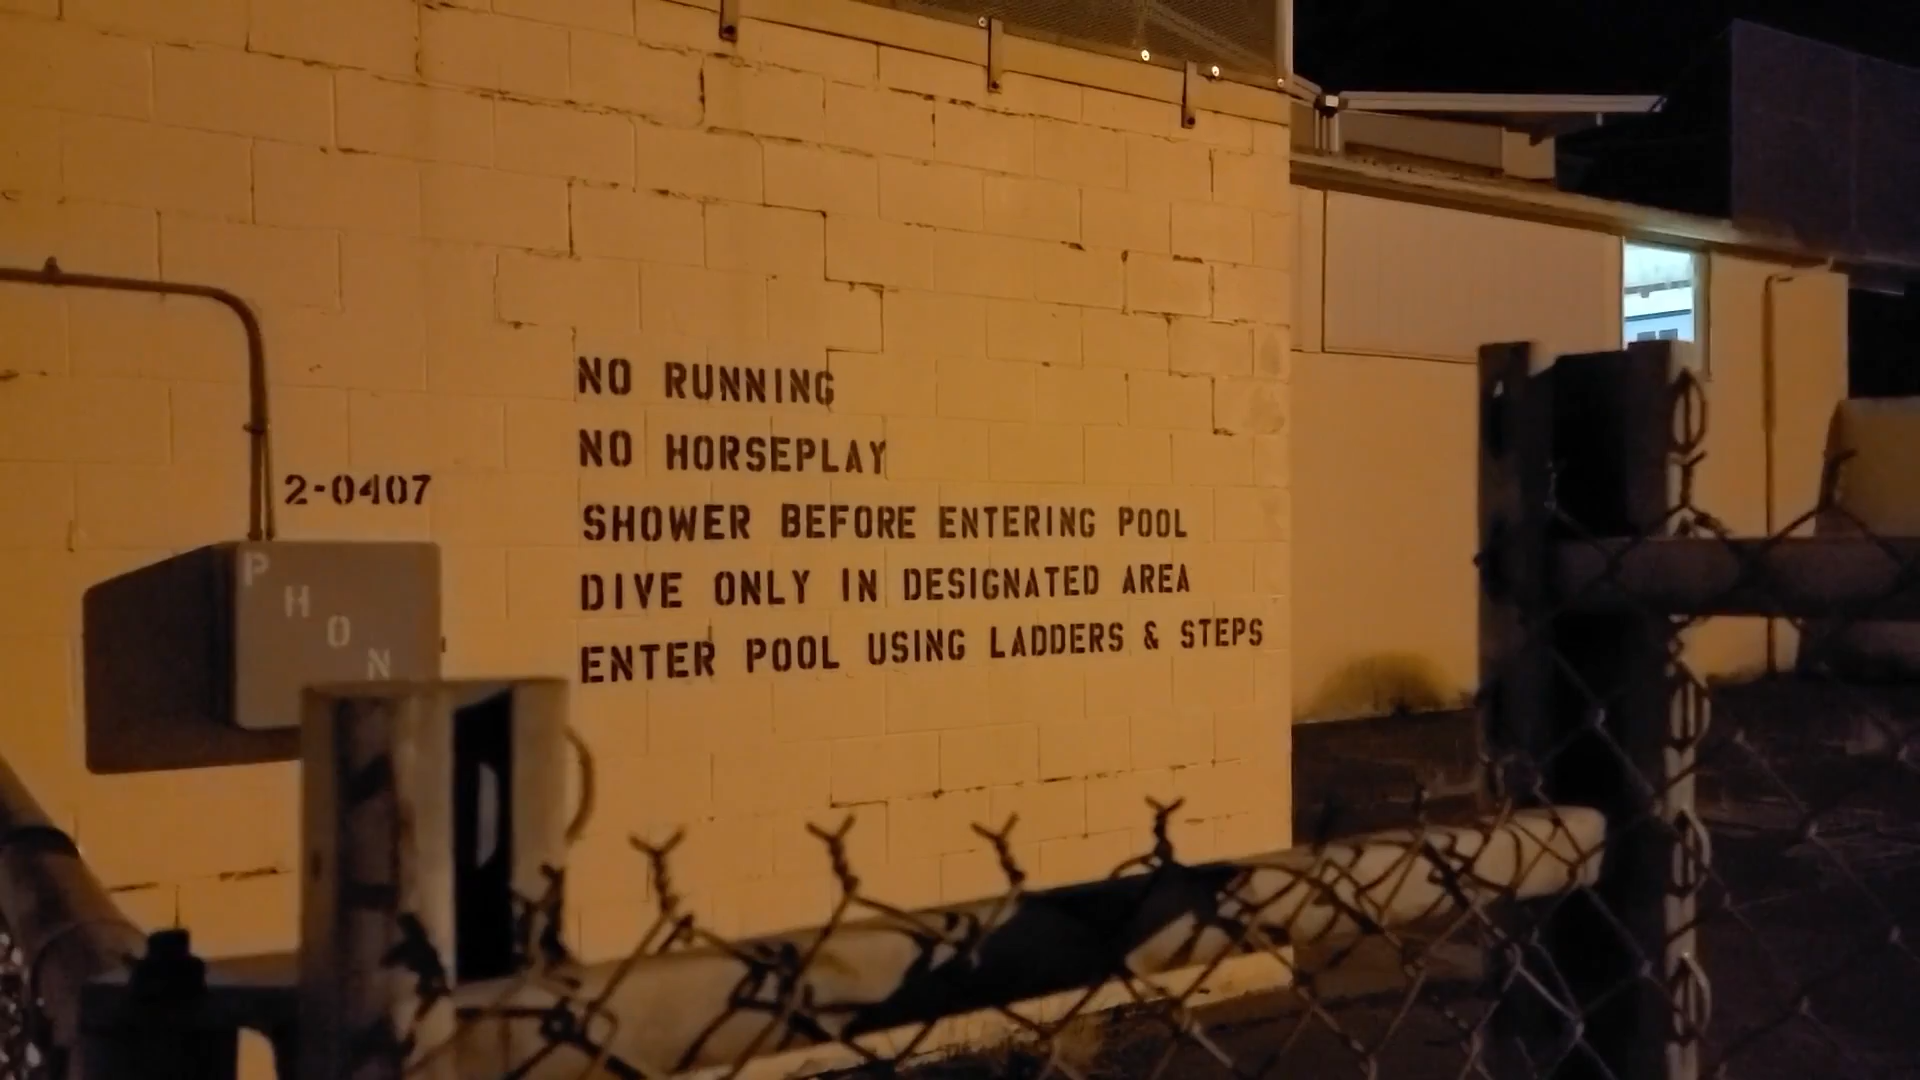 NO RUNNING
NO HORSEPLAY
SHOWER BEFORE ENTERING POOL
DIVE ONLY IN DESIGNATED AREA
ENTER POOL USING LADDERS & STEPS
2-0407
PHON